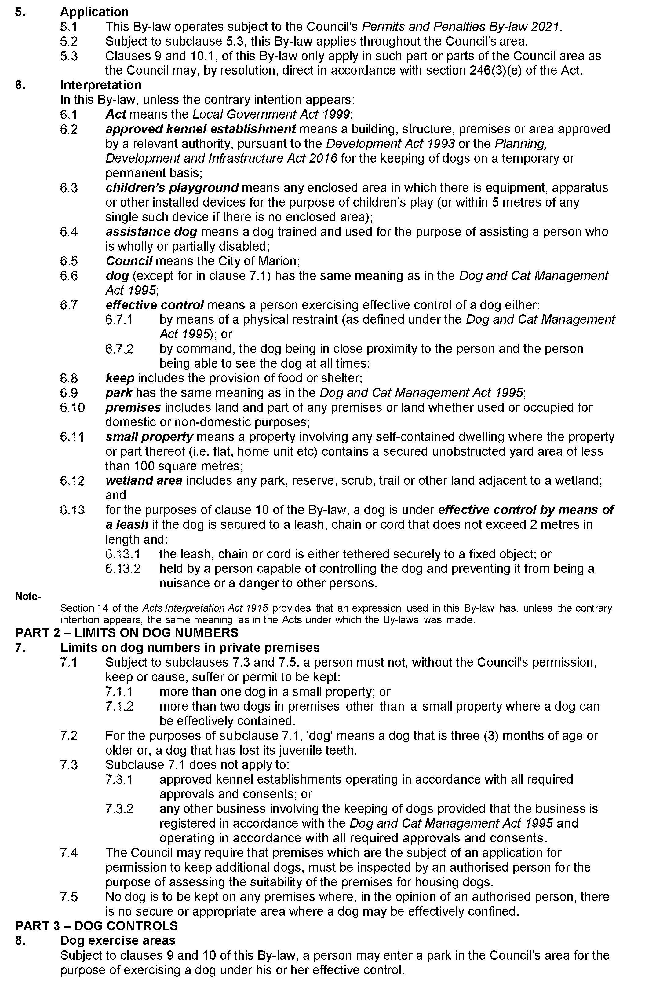 5. Application
5.1 This By-law operates subject to the Council's Permits and Penalties By-law 2021.
5.2 Subject to subclause 5.3, this By-law applies throughout the Council’s area.
5.3 Clauses 9 and 10.1, of this By-law only apply in such part or parts of the Council area as
the Council may, by resolution, direct in accordance with section 246(3)(e) of the Act.
6. Interpretation
In this By-law, unless the contrary intention appears:
6.1 Act means the Local Government Act 1999;
6.2 approved kennel establishment means a building, structure, premises or area approved
by a relevant authority, pursuant to the Development Act 1993 or the Planning,
Development and Infrastructure Act 2016 for the keeping of dogs on a temporary or
permanent basis;
6.3 children’s playground means any enclosed area in which there is equipment, apparatus
or other installed devices for the purpose of children’s play (or within 5 metres of any
single such device if there is no enclosed area);
6.4 assistance dog means a dog trained and used for the purpose of assisting a person who
is wholly or partially disabled;
6.5 Council means the City of Marion;
6.6 dog (except for in clause 7.1) has the same meaning as in the Dog and Cat Management
Act 1995;
6.7 effective control means a person exercising effective control of a dog either:
6.7.1 by means of a physical restraint (as defined under the Dog and Cat Management
Act 1995); or
6.7.2 by command, the dog being in close proximity to the person and the person
being able to see the dog at all times;
6.8 keep includes the provision of food or shelter;
6.9 park has the same meaning as in the Dog and Cat Management Act 1995;
6.10 premises includes land and part of any premises or land whether used or occupied for
domestic or non-domestic purposes;
6.11 small property means a property involving any self-contained dwelling where the property
or part thereof (i.e. flat, home unit etc) contains a secured unobstructed yard area of less
than 100 square metres;
6.12 wetland area includes any park, reserve, scrub, trail or other land adjacent to a wetland;
and
6.13 for the purposes of clause 10 of the By-law, a dog is under effective control by means of
a leash if the dog is secured to a leash, chain or cord that does not exceed 2 metres in
length and:
6.13.1 the leash, chain or cord is either tethered securely to a fixed object; or
6.13.2 held by a person capable of controlling the dog and preventing it from being a
nuisance or a danger to other persons.
Note-
Section 14 of the Acts Interpretation Act 1915 provides that an expression used in this By-law has, unless the contrary
intention appears, the same meaning as in the Acts under which the By-laws was made.
PART 2 – LIMITS ON DOG NUMBERS
7. Limits on dog numbers in private premises
7.1 Subject to subclauses 7.3 and 7.5, a person must not, without the Council's permission,
keep or cause, suffer or permit to be kept:
7.1.1 more than one dog in a small property; or
7.1.2 more than two dogs in premises other than a small property where a dog can
be effectively contained.
7.2 For the purposes of subclause 7.1, 'dog' means a dog that is three (3) months of age or
older or, a dog that has lost its juvenile teeth.
7.3 Subclause 7.1 does not apply to:
7.3.1 approved kennel establishments operating in accordance with all required
approvals and consents; or
7.3.2 any other business involving the keeping of dogs provided that the business is
registered in accordance with the Dog and Cat Management Act 1995 and
operating in accordance with all required approvals and consents.
7.4 The Council may require that premises which are the subject of an application for
permission to keep additional dogs, must be inspected by an authorised person for the
purpose of assessing the suitability of the premises for housing dogs.
7.5 No dog is to be kept on any premises where, in the opinion of an authorised person, there
is no secure or appropriate area where a dog may be effectively confined.
PART 3 – DOG CONTROLS
8. Dog exercise areas
Subject to clauses 9 and 10 of this By-law, a person may enter a park in the Council’s area for the
purpose of exercising a dog under his or her effective control.